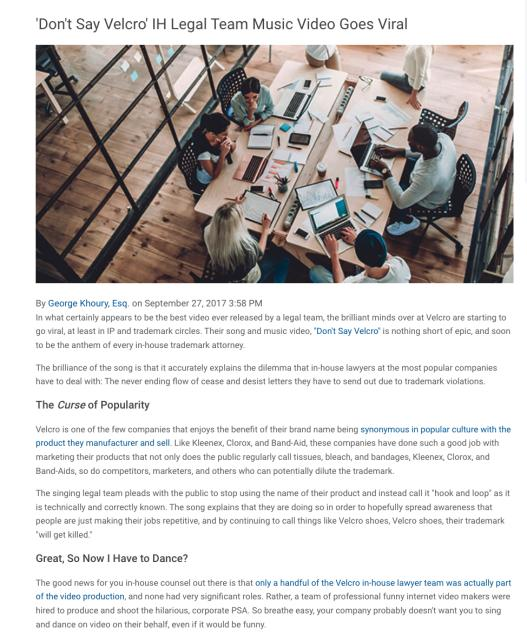 'Don't Say Velcro' IH Legal Team Music Video Goes Viral
By George Khoury, Esq. on September 27, 2017 3:58 PM
In what certainly appears to be the best video ever released by a legal team, the brilliant minds over at Velcro are starting to
go viral, at least in IP and trademark circles. Their song and music video, "Don't Say Velcro" is nothing short of epic, and soon
to be the anthem of every in-house trademark attorney.
The brilliance of the song is that it accurately explains the dilemma that in-house lawyers at the most popular companies
have to deal with: The never ending flow of cease and desist letters they have to send out due to trademark violations.
The Curse of Popularity
Velcro is one of the few companies that enjoys the benefit of their brand name being synonymous in popular culture with the
product they manufacturer and sell. Like Kleenex, Clorox, and Band-Aid, these companies have done such a good job with
marketing their products that not only does the public regularly call tissues, bleach, and bandages, Kleenex, Clorox, and
Band-Aids, so do competitors, marketers, and others who can potentially dilute the trademark.
The singing legal team pleads with the public to stop using the name of their product and instead call it "hook and loop" as it
is technically and correctly known. The song explains that they are doing so in order to hopefully spread awareness that
people are just making their jobs repetitive, and by continuing to call things like Velcro shoes, Velcro shoes, their trademark
"will get killed."
Great, So Now I Have to Dance?
The good news for you in-house counsel out there is that only a handful of the Velcro in-house lawyer team was actually part
of the video production, and none had very significant roles. Rather, a team of professional funny internet video makers were
hired to produce and shoot the hilarious, corporate PSA. So breathe easy, your company probably doesn't want you to sing
and dance on video on their behalf, even if it would be funny.